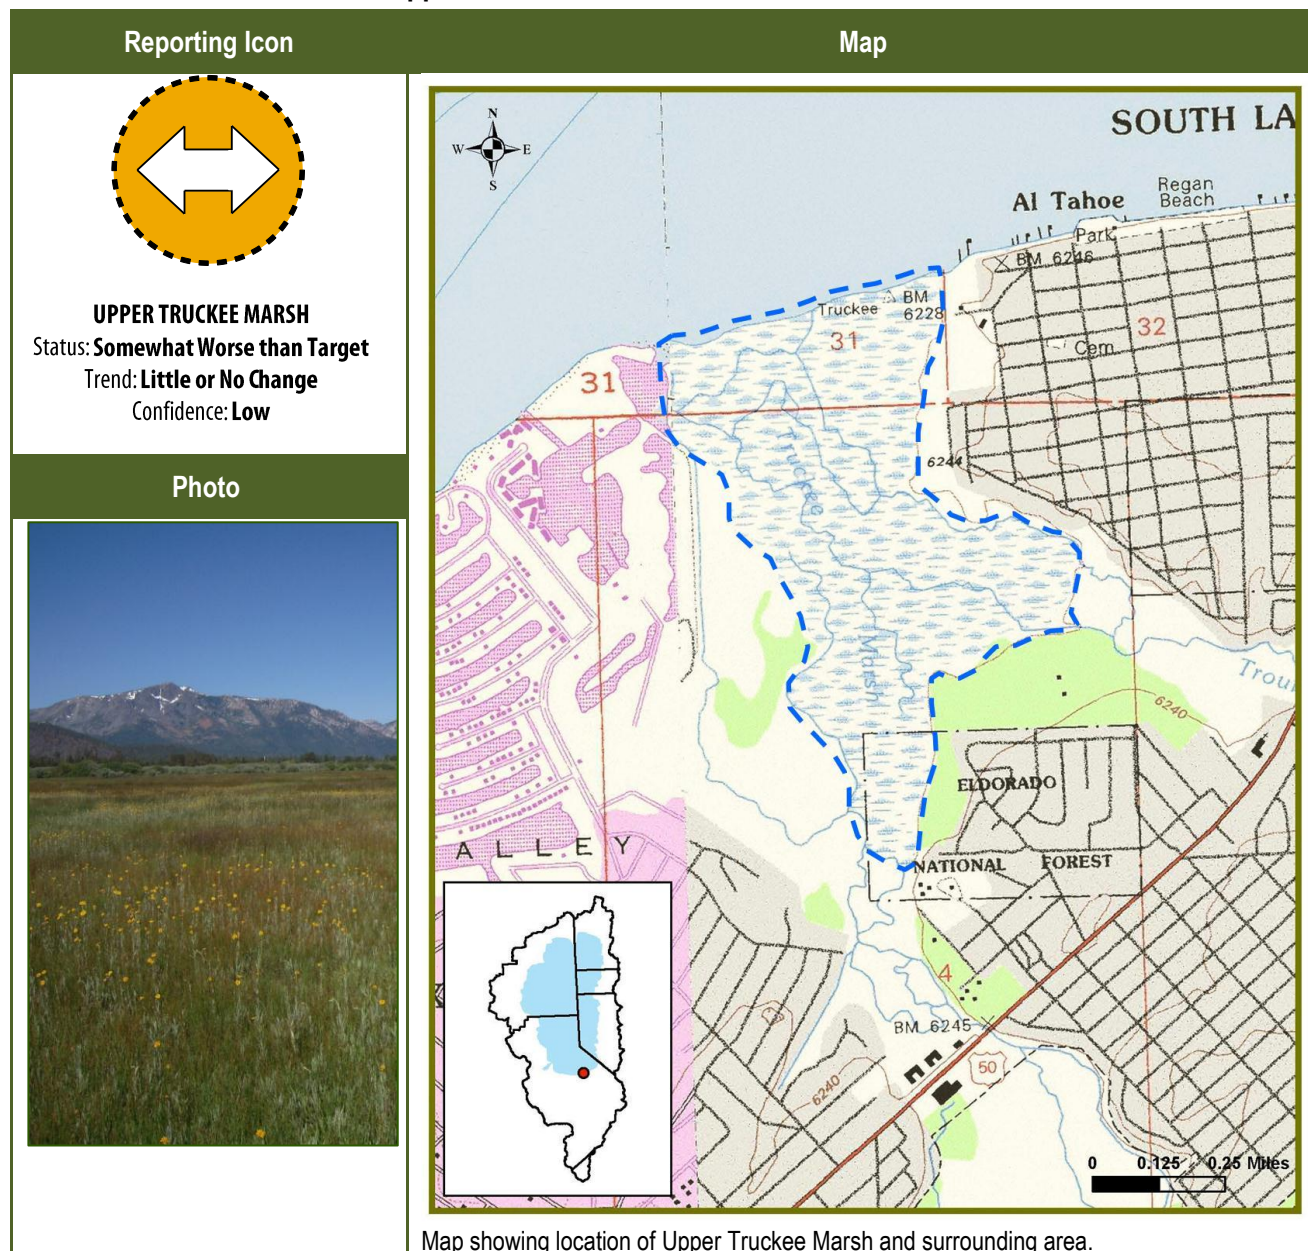 Reporting Icon
Map
UPPER TRUCKEE MARSH
Status: Somewhat Worse than Target
Trend: Little or No Change
Confidence: Low
Photo
N
W E
S
SOUTH LA
Al Tahoe
Regan
Beach
Park
BM 6246
Truckee
BM
6228
31
32
Cem
31
6244
Truckee
Marsh
Trou
6240
ELDORADO
NATIONAL FOREST
ALLEY
4
BM 6245
50
6240
0 0.125 0.25 Miles
Map showing location of Upper Truckee Marsh and surrounding area.